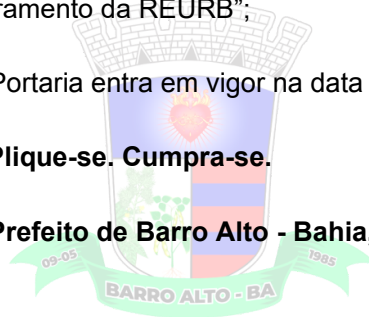 ramento da REURB”;
Portaria entra em vigor na data
lique-se. Cumpra-se.
Prefeito de Barro Alto - Bahia,
09-05 1985
BARRO ALTO - BA